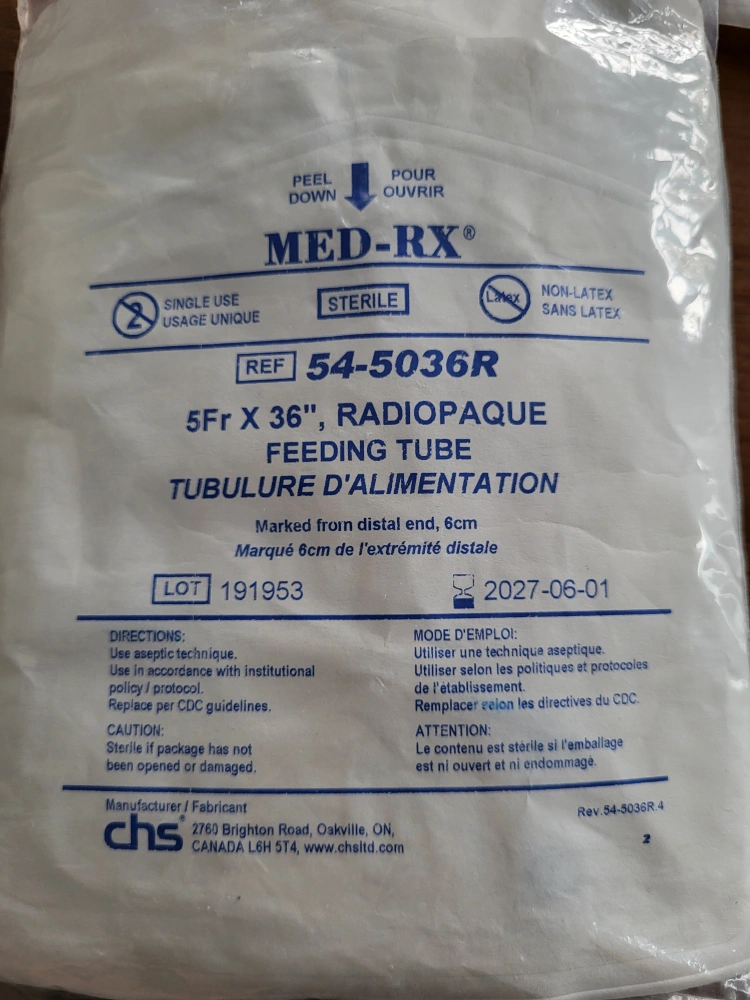 PEEL DOWN
POUR OUVRIR
MED-RX®
2
SINGLE USE
USAGE UNIQUE
STERILE
Latex
NON-LATEX
SANS LATEX
REF 54-5036R
5Fr X 36", RADIOPAQUE
FEEDING TUBE
TUBULURE D'ALIMENTATION
Marked from distal end, 6cm
Marqué 6cm de l'extrémité distale
LOT 191953
2027-06-01
DIRECTIONS:
Use aseptic technique.
Use in accordance with institutional
policy / protocol.
Replace per CDC guidelines.
CAUTION:
Sterile if package has not
been opened or damaged.
MODE D'EMPLOI:
Utiliser une technique aseptique.
Utiliser selon les politiques et protocoles
de l'établissement.
Remplacer selon les directives du CDC.
ATTENTION:
Le contenu est stérile si l'emballage
est ni ouvert et ni endommagé.
Manufacturer / Fabricant
chs®
2760 Brighton Road, Oakville, ON,
CANADA L6H 5T4, www.chsltd.com
Rev.54-5036R.4
2